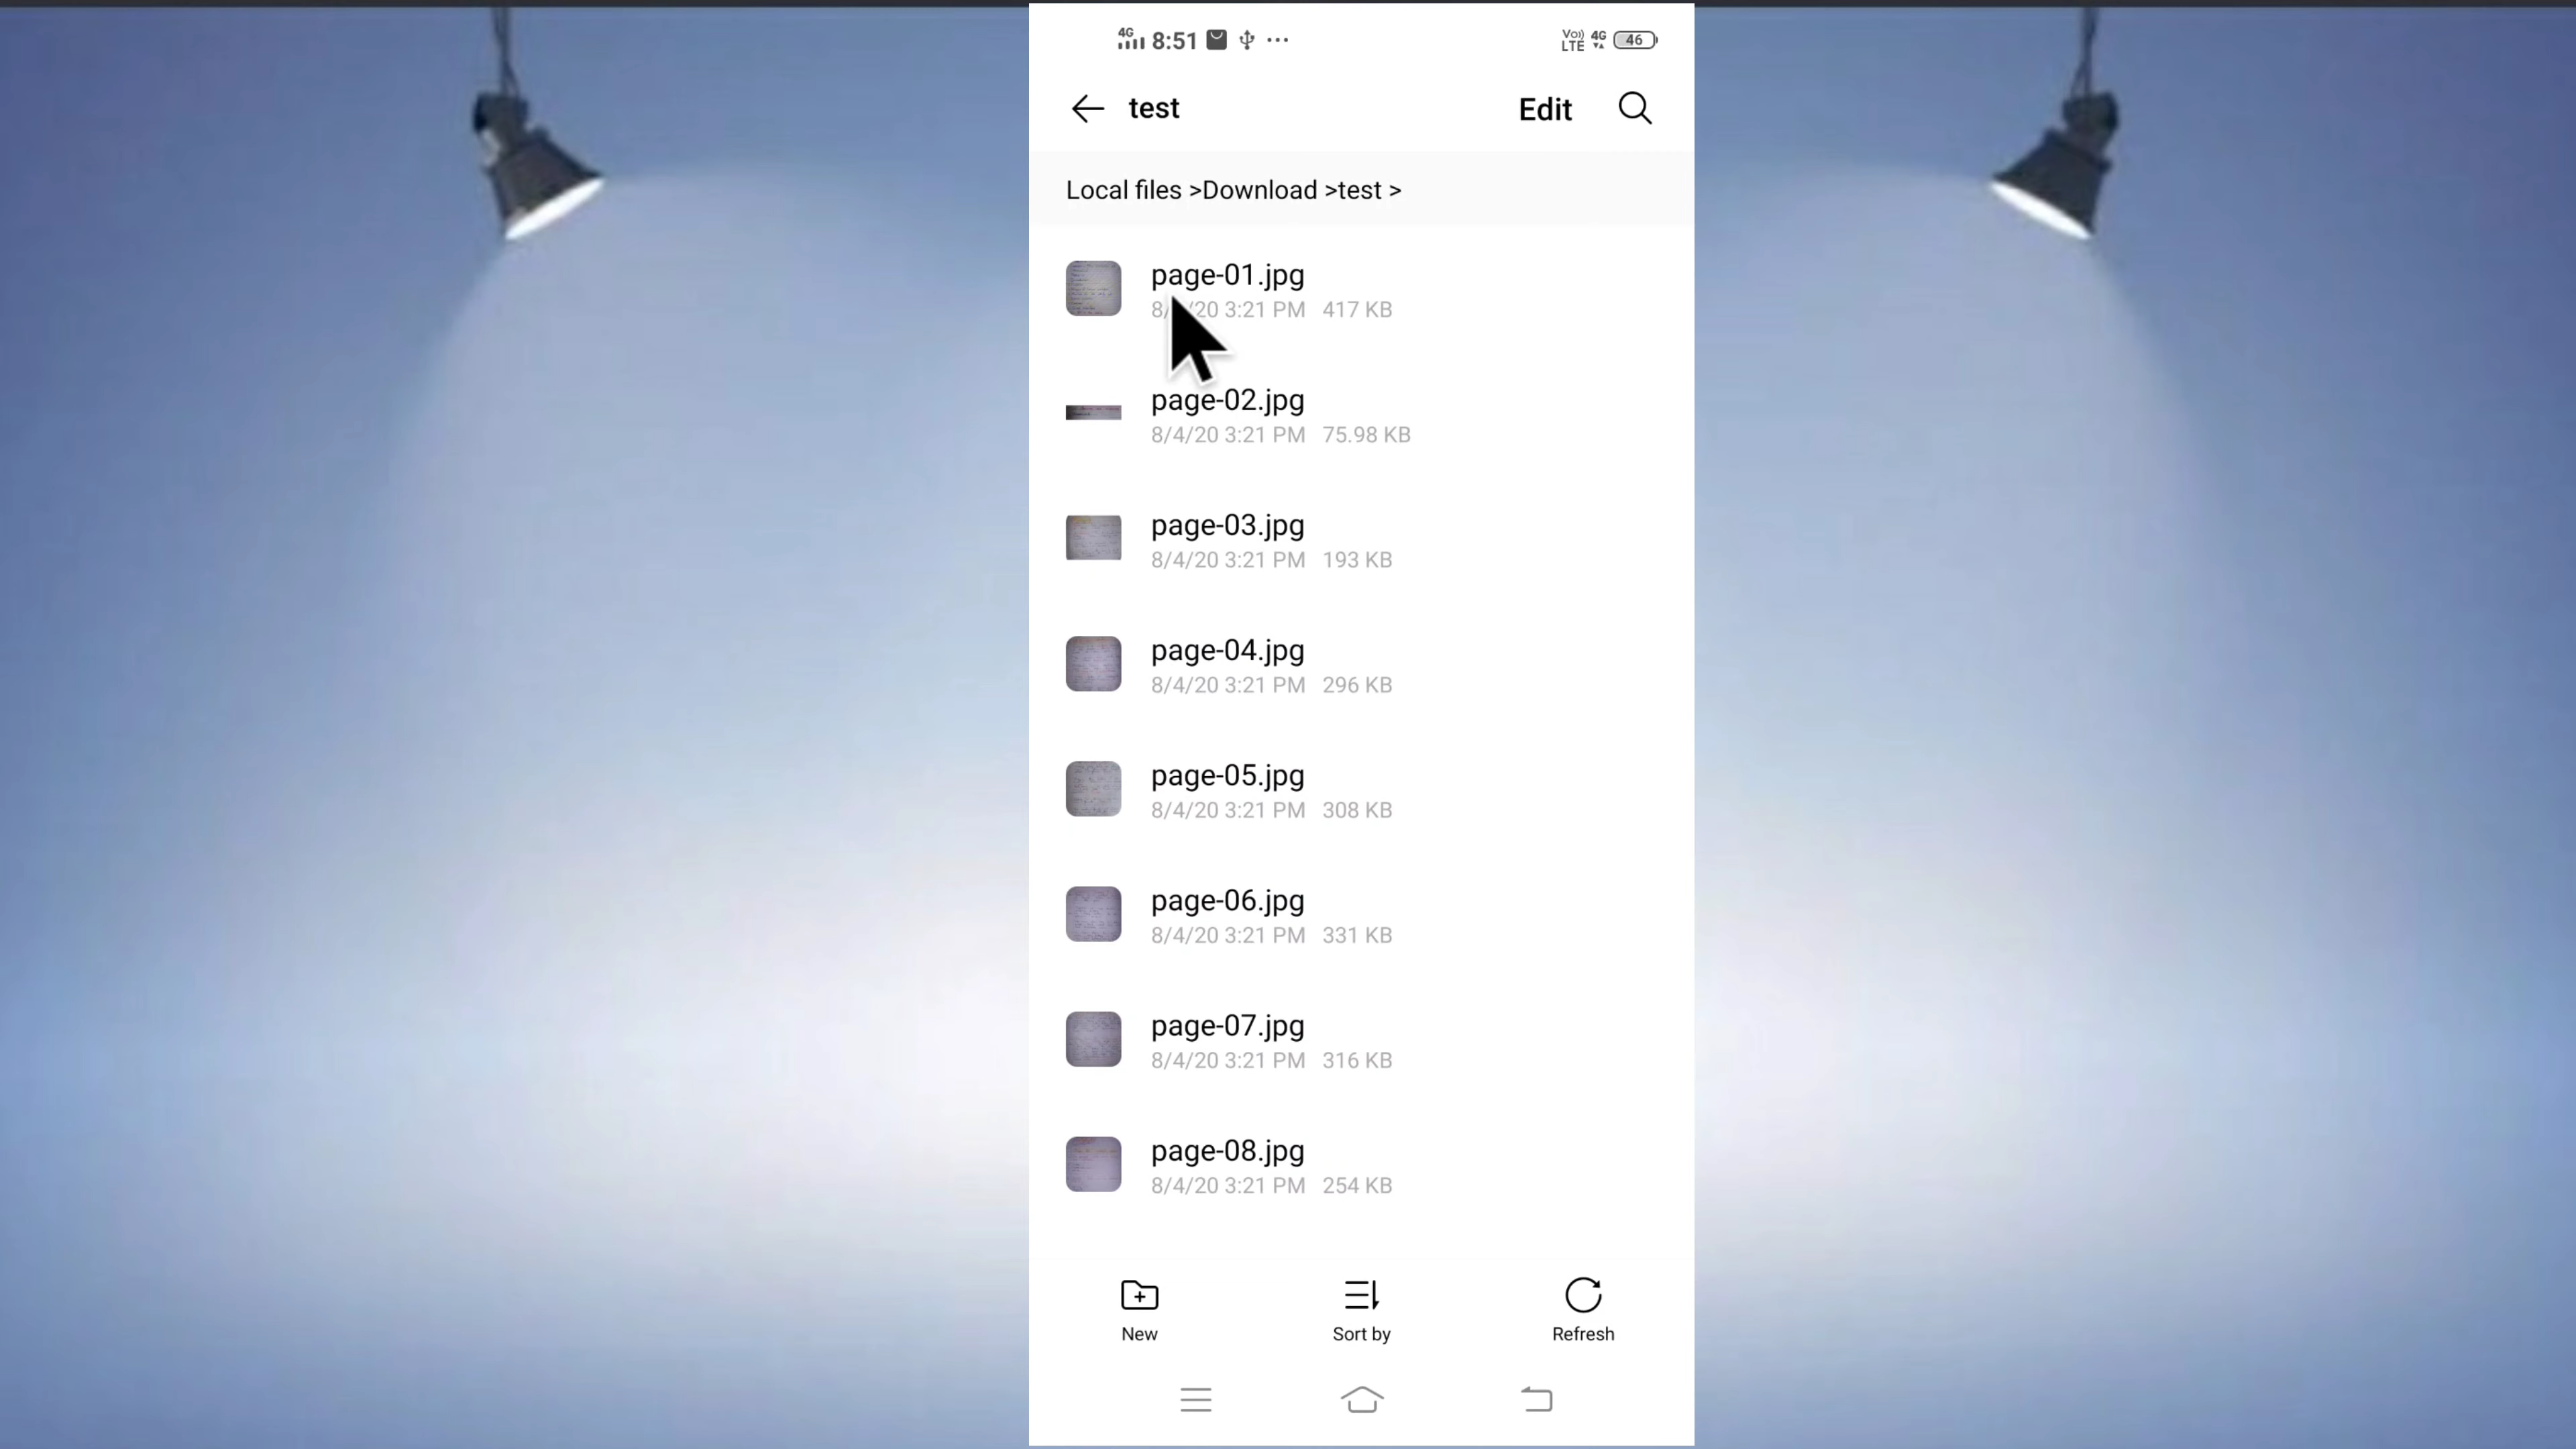 4G 8:51 ... VoLTE 4G 46
test Edit
Local files >Download >test >
page-01.jpg
8/ 20 3:21 PM 417 KB
page-02.jpg
8/4/20 3:21 PM 75.98 KB
page-03.jpg
8/4/20 3:21 PM 193 KB
page-04.jpg
8/4/20 3:21 PM 296 KB
page-05.jpg
8/4/20 3:21 PM 308 KB
page-06.jpg
8/4/20 3:21 PM 331 KB
page-07.jpg
8/4/20 3:21 PM 316 KB
page-08.jpg
8/4/20 3:21 PM 254 KB
New Sort by Refresh